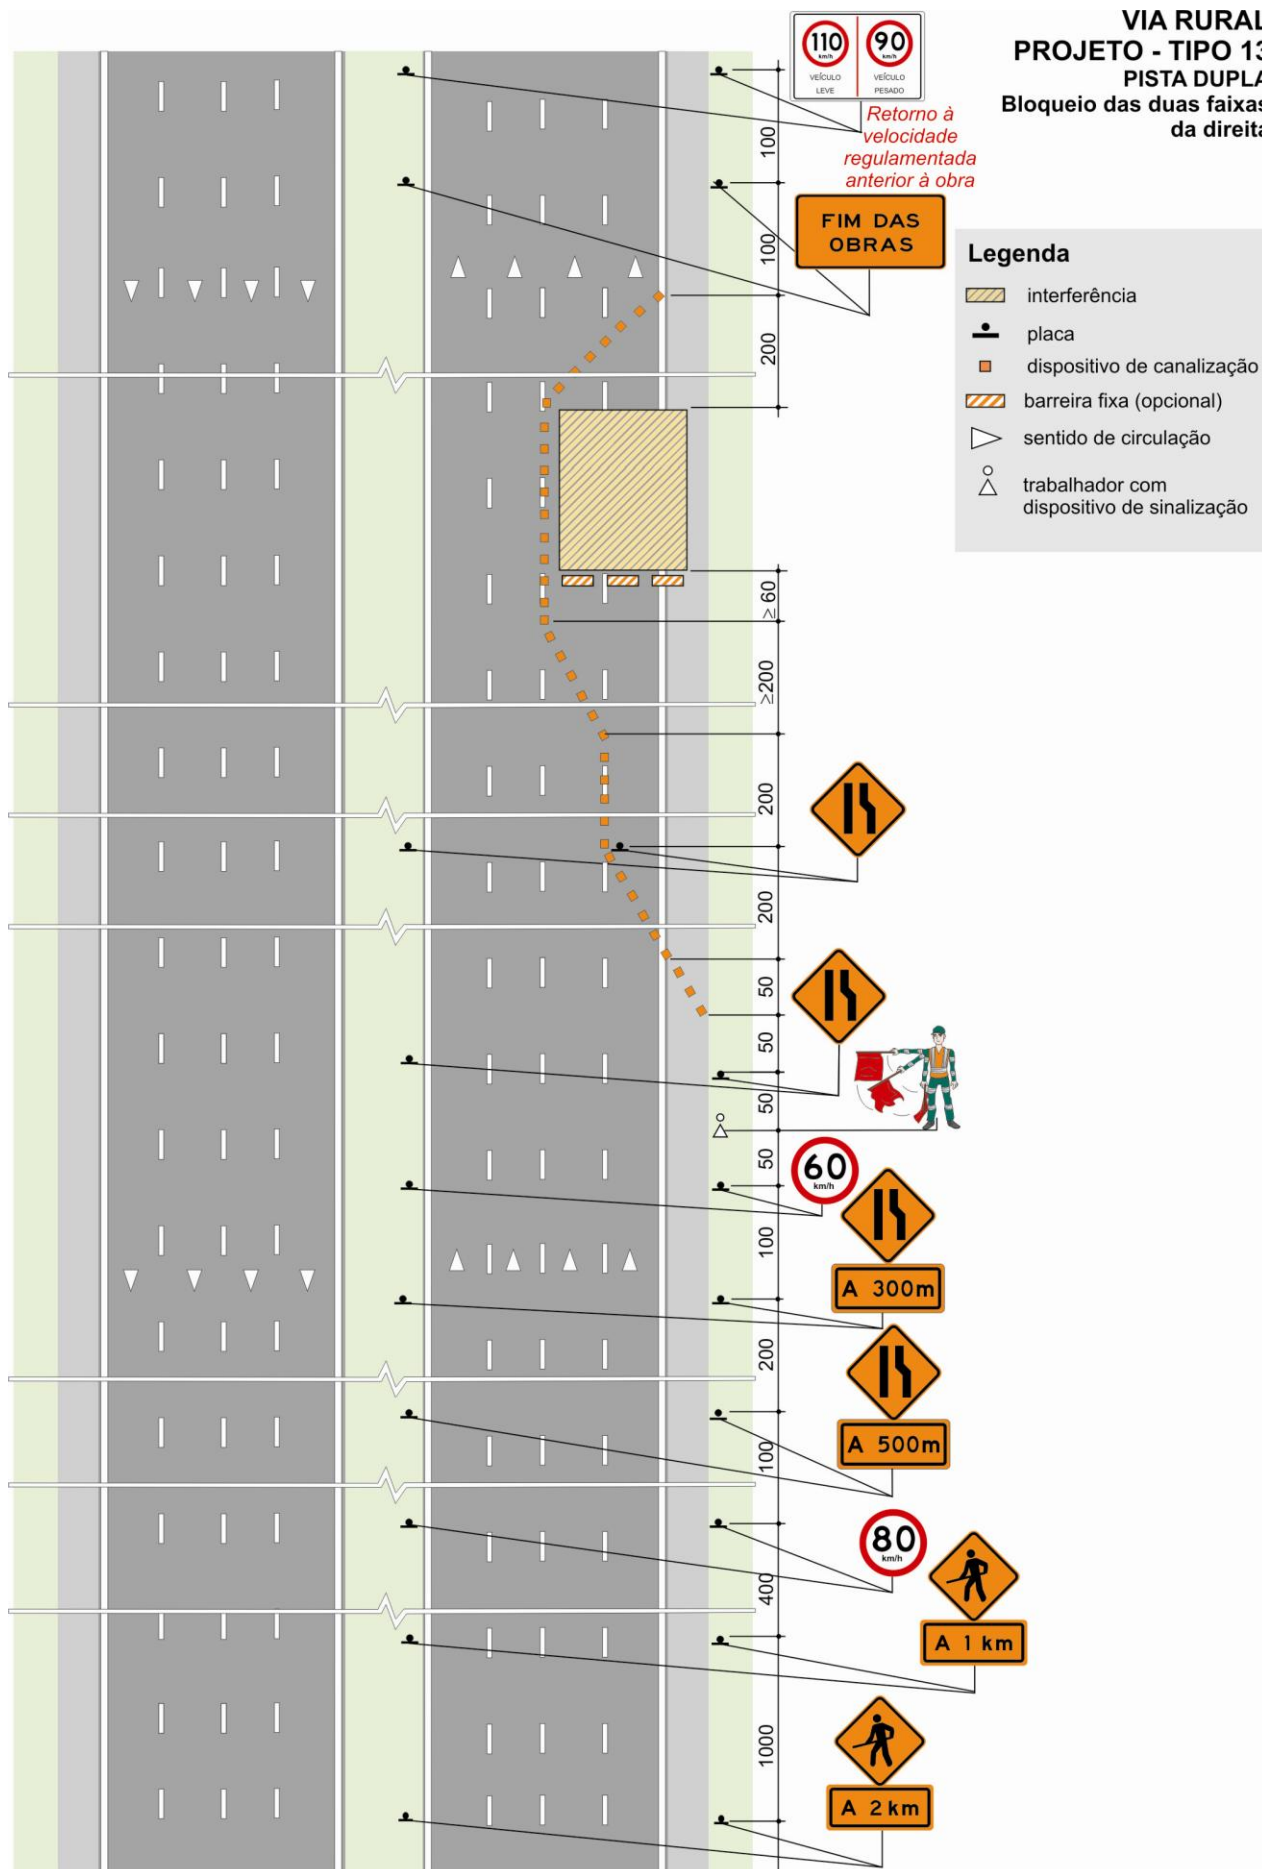 VIA RURAL
PROJETO - TIPO 13
PISTA DUPLA
Bloqueio das duas faixas
da direita
110
km/h
VEÍCULO
LEVE
90
km/h
VEÍCULO
PESADO
Retorno à
velocidade
regulamentada
anterior à obra
100
FIM DAS
OBRAS
100
200
Legenda
interferência
placa
dispositivo de canalização
barreira fixa (opcional)
sentido de circulação
trabalhador com
dispositivo de sinalização
≥ 60
≥200
200
200
50
50
50
50
60
km/h
100
A 300m
200
A 500m
100
80
km/h
400
A 1 km
1000
A 2 km